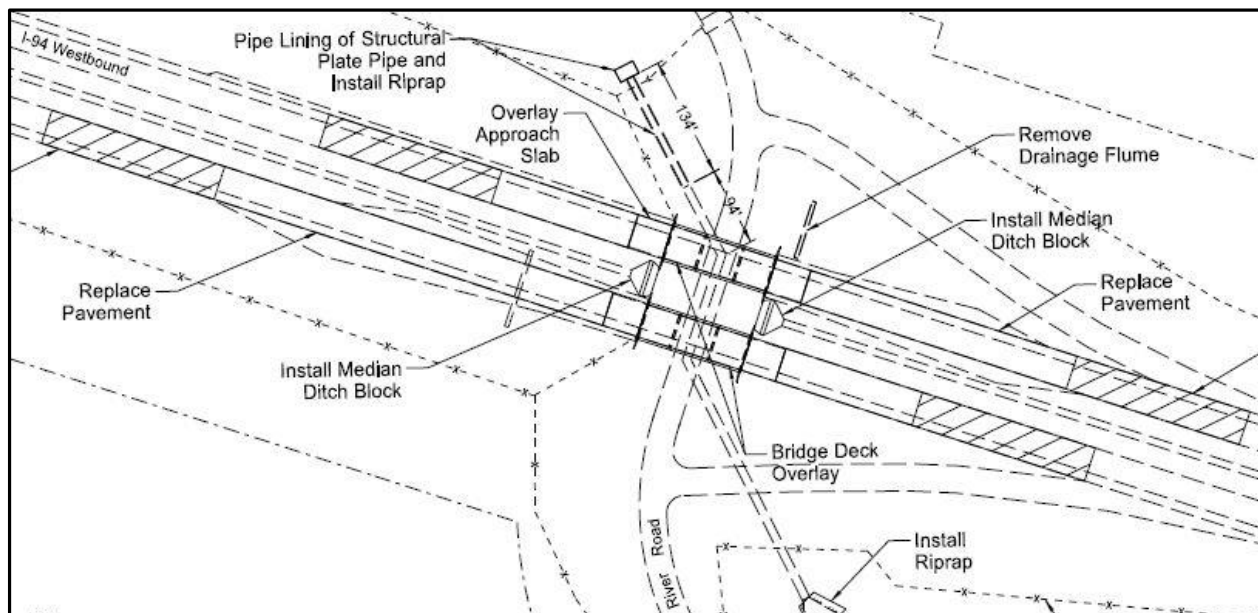 I-94 Westbound
Pipe Lining of Structural
Plate Pipe and
Install Riprap
Overlay
Approach
Slab
134'
94'
Remove
Drainage Flume
Install Median
Ditch Block
Replace
Pavement
Replace
Pavement
Install Median
Ditch Block
Bridge Deck
Overlay
River Road
Install
Riprap